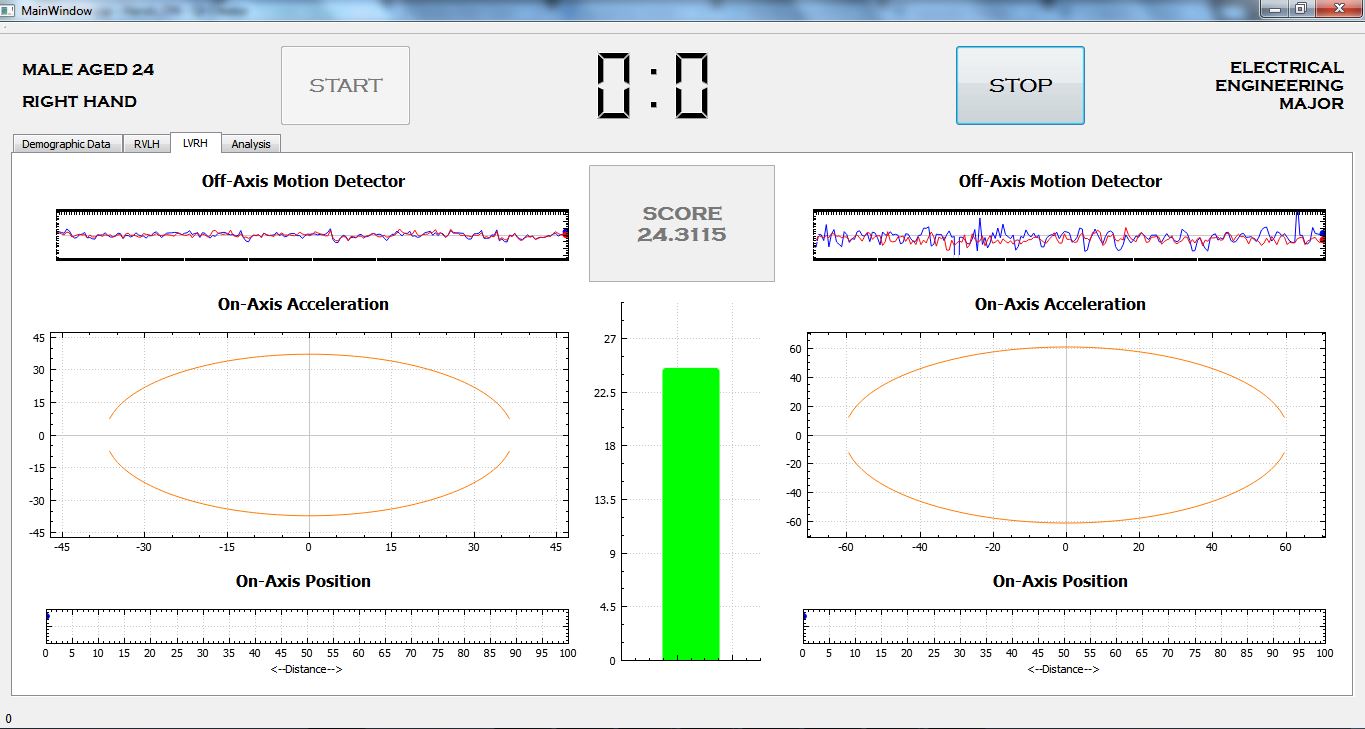 MainWindow
MALE AGED 24
RIGHT HAND
START
0:0
STOP
ELECTRICAL
ENGINEERING
MAJOR
Demographic Data
RVLH
LVRH
Analysis
Off-Axis Motion Detector
On-Axis Acceleration
45
30
15
0
-15
-30
-45
-45 -30 -15 0 15 30 45
On-Axis Position
0 5 10 15 20 25 30 35 40 45 50 55 60 65 70 75 80 85 90 95 100
<--Distance-->
SCORE
24.3115
27
22.5
18
13.5
9
4.5
0
Off-Axis Motion Detector
On-Axis Acceleration
60
40
20
0
-20
-40
-60
-60 -40 -20 0 20 40 60
On-Axis Position
0 5 10 15 20 25 30 35 40 45 50 55 60 65 70 75 80 85 90 95 100
<--Distance-->
0